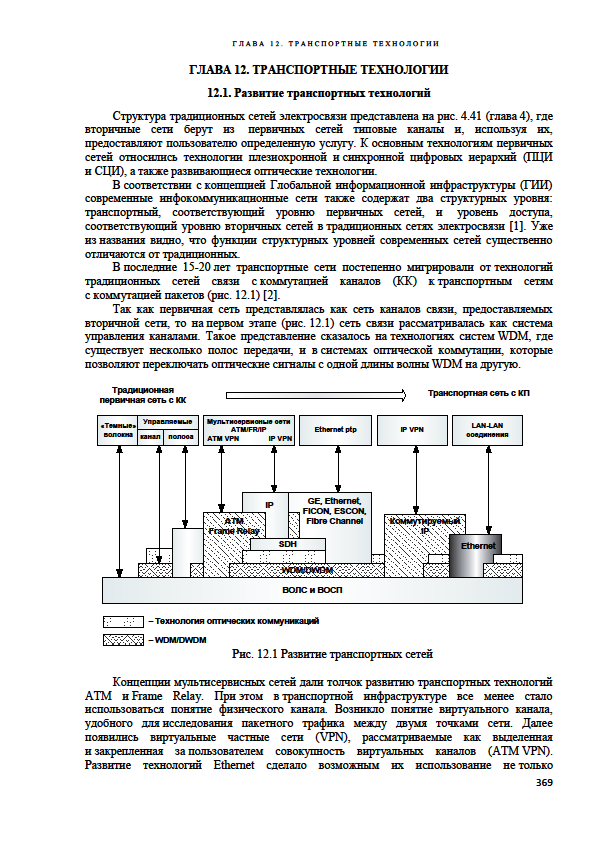 ГЛАВА 12. ТРАНСПОРТНЫЕ ТЕХНОЛОГИИ
ГЛАВА 12. ТРАНСПОРТНЫЕ ТЕХНОЛОГИИ
12.1. Развитие транспортных технологий
Структура традиционных сетей электросвязи представлена на рис. 4.41 (глава 4), где
вторичные сети берут из первичных сетей типовые каналы и, используя их,
предоставляют пользователю определенную услугу. К основным технологиям первичных
сетей относились технологии плезиохронной и синхронной цифровых иерархий (ПЦИ
и СЦИ), а также развивающиеся оптические технологии.
В соответствии с концепцией Глобальной информационной инфраструктуры (ГИИ)
современные инфокоммуникационные сети также содержат два структурных уровня:
транспортный, соответствующий уровню первичных сетей, и уровень доступа,
соответствующий уровню вторичных сетей в традиционных сетях электросвязи [1]. Уже
из названия видно, что функции структурных уровней современных сетей существенно
отличаются от традиционных.
В последние 15-20 лет транспортные сети постепенно мигрировали от технологий
традиционных сетей связи с коммутацией каналов (КК) к транспортным сетям
с коммутацией пакетов (рис. 12.1) [2].
Так как первичная сеть представлялась как сеть каналов связи, предоставляемых
вторичной сети, то на первом этапе (рис. 12.1) сеть связи рассматривалась как система
управления каналами. Такое представление сказалось на технологиях систем WDM, где
существует несколько полос передачи, и в системах оптической коммутации, которые
позволяют переключать оптические сигналы с одной длины волны WDM на другую.
Традиционная
первичная сеть с КК
Транспортная сеть с КП
«Темные»
волокна
Управляемые
канал
полоса
Мультисервисные сети
ATM/FR/IP
ATM VPN
IP VPN
Ethernet ptp
IP VPN
LAN-LAN
соединения
IP
GE, Ethernet,
FICON, ESCON,
Fibre Channel
ATM
Frame Relay
Коммутируемый
IP
SDH
Ethernet
WDM/DWDM
ВОЛС и ВОСП
– Технология оптических коммуникаций
– WDM/DWDM
Рис. 12.1 Развитие транспортных сетей
Концепции мультисервисных сетей дали толчок развитию транспортных технологий
ATM и Frame Relay. При этом в транспортной инфраструктуре все менее стало
использоваться понятие физического канала. Возникло понятие виртуального канала,
удобного для исследования пакетного трафика между двумя точками сети. Далее
появились виртуальные частные сети (VPN), рассматриваемые как выделенная
и закрепленная за пользователем совокупность виртуальных каналов (ATM VPN).
Развитие технологий Ethernet сделало возможным их использование не только
369